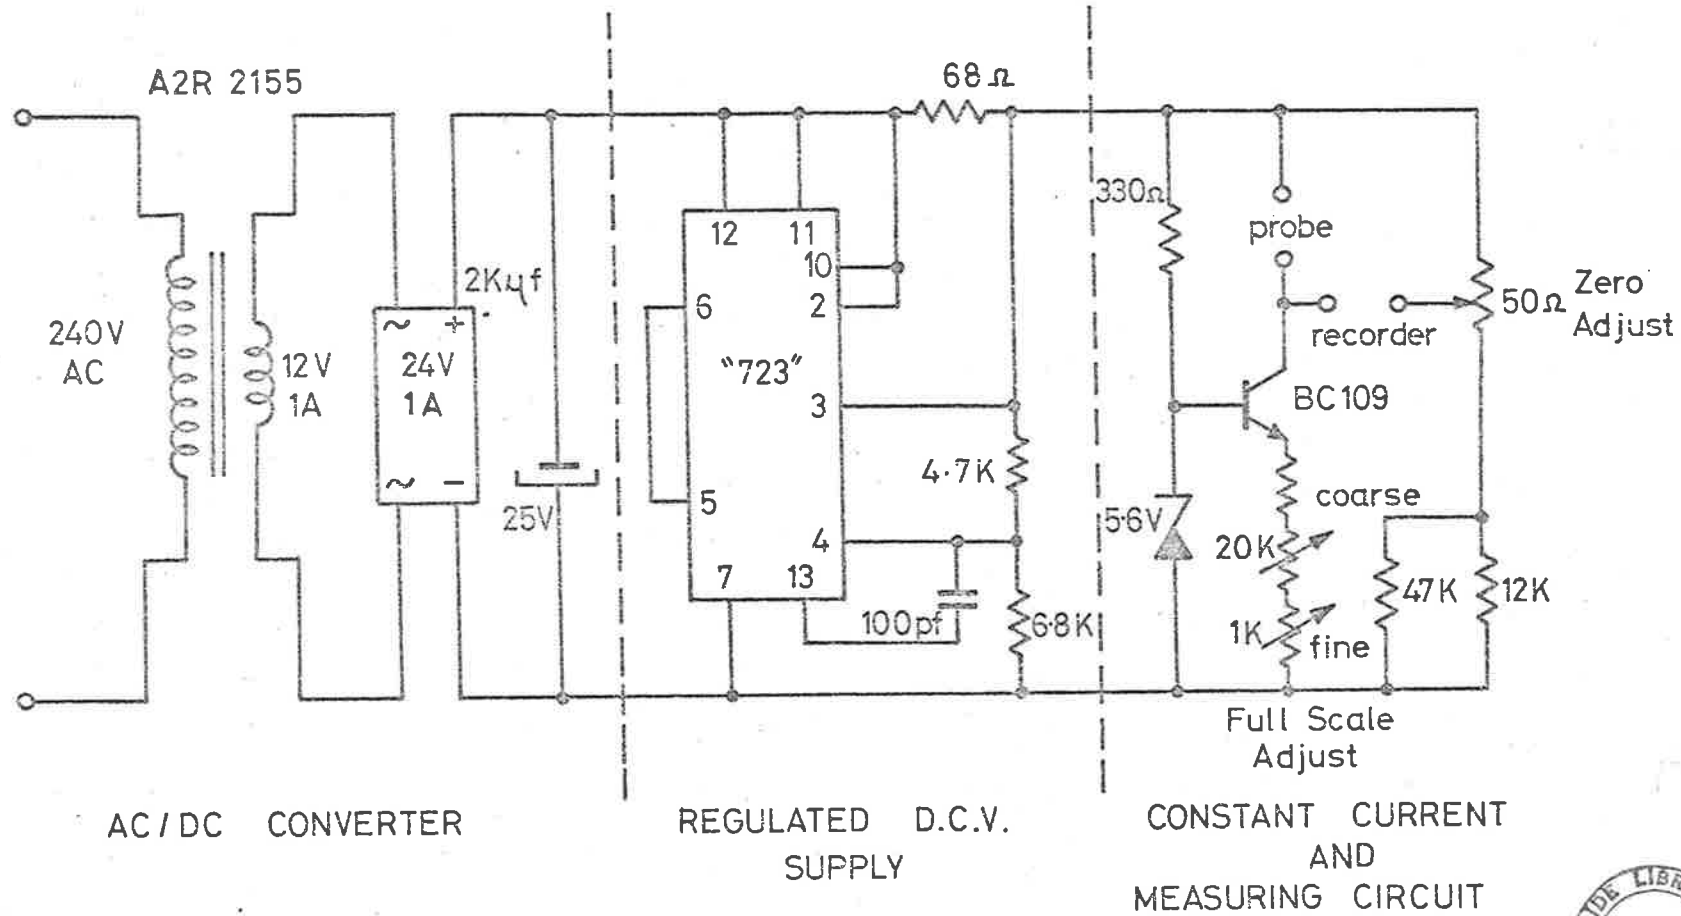 A2R 2155
240V
AC
12V
1A
~ +
24V
1A
~ −
2Kμf
25V
68Ω
12 11
10
2
6
"723"
3
5
4
7 13
4.7K
100pf
6.8K
330Ω
probe
recorder
50Ω
Zero
Adjust
BC109
5.6V
coarse
20K
1K
fine
47K
12K
Full Scale
Adjust
AC/DC CONVERTER
REGULATED D.C.V.
SUPPLY
CONSTANT CURRENT
AND
MEASURING CIRCUIT